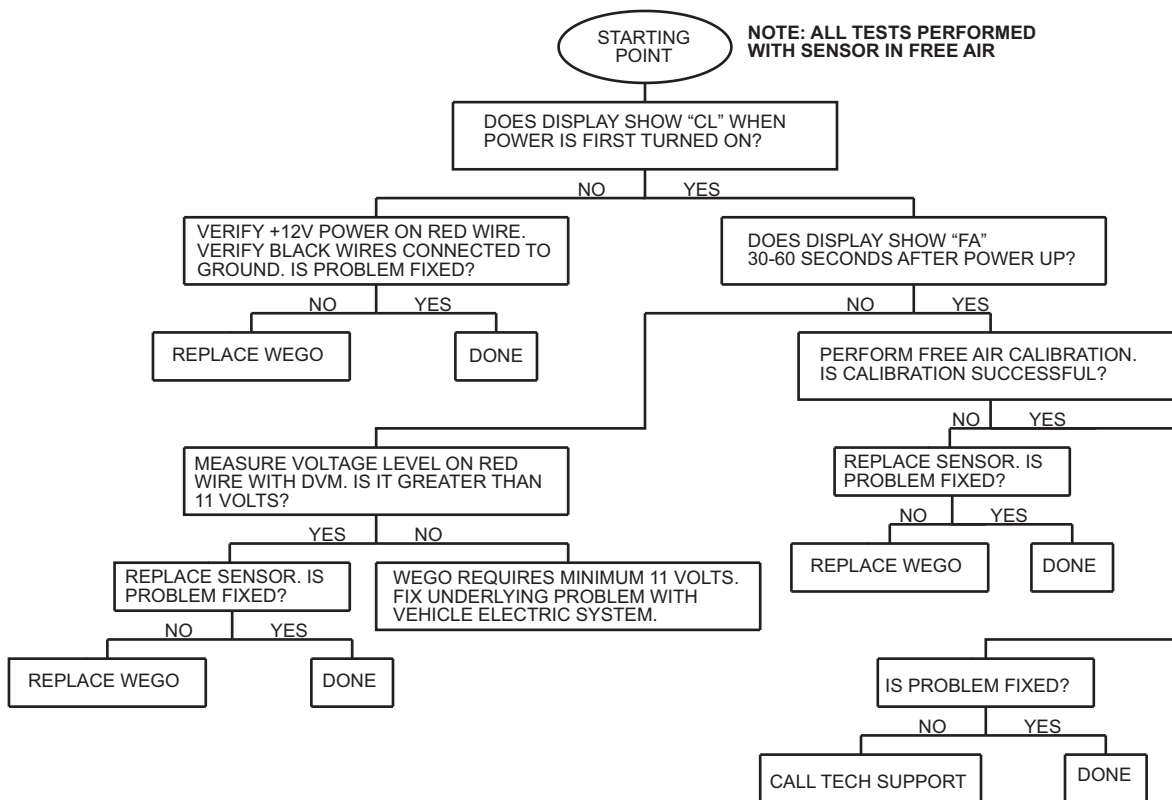 STARTING
POINT
NOTE: ALL TESTS PERFORMED
WITH SENSOR IN FREE AIR
DOES DISPLAY SHOW “CL” WHEN
POWER IS FIRST TURNED ON?
NO
YES
VERIFY +12V POWER ON RED WIRE.
VERIFY BLACK WIRES CONNECTED TO
GROUND. IS PROBLEM FIXED?
DOES DISPLAY SHOW “FA”
30-60 SECONDS AFTER POWER UP?
NO
YES
NO
YES
REPLACE WEGO
DONE
PERFORM FREE AIR CALIBRATION.
IS CALIBRATION SUCCESSFUL?
NO
YES
MEASURE VOLTAGE LEVEL ON RED
WIRE WITH DVM. IS IT GREATER THAN
11 VOLTS?
REPLACE SENSOR. IS
PROBLEM FIXED?
YES
NO
NO
YES
REPLACE SENSOR. IS
PROBLEM FIXED?
WEGO REQUIRES MINIMUM 11 VOLTS.
FIX UNDERLYING PROBLEM WITH
VEHICLE ELECTRIC SYSTEM.
REPLACE WEGO
DONE
NO
YES
REPLACE WEGO
DONE
IS PROBLEM FIXED?
NO
YES
CALL TECH SUPPORT
DONE